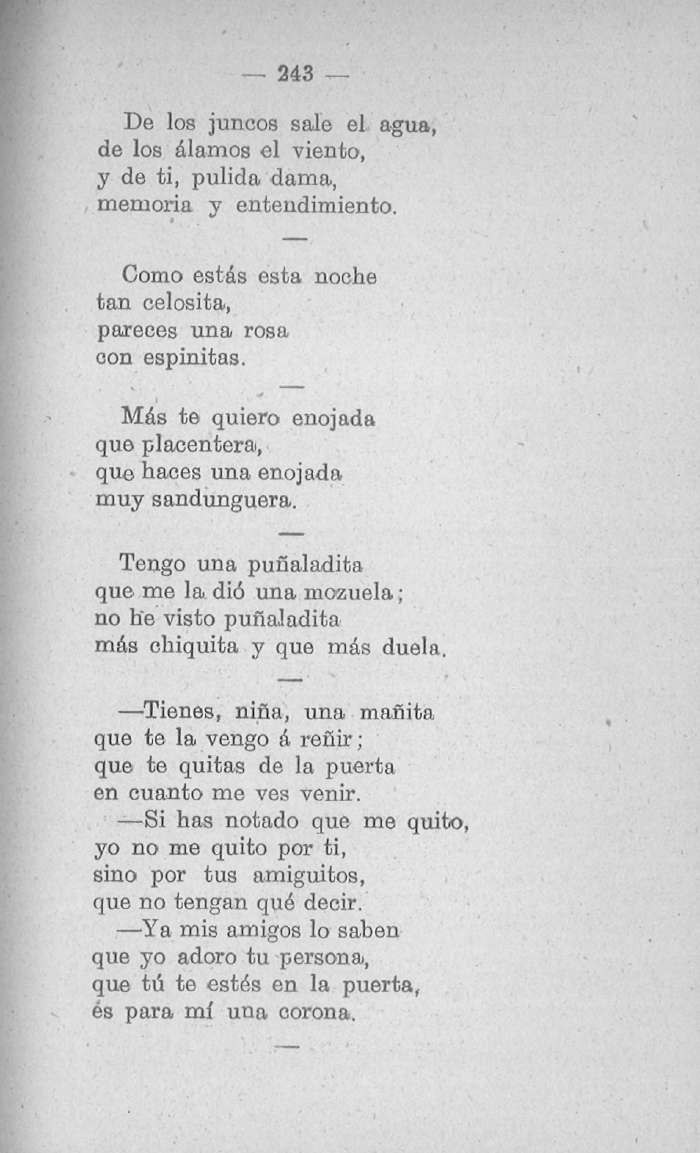 — 243 —
De los juncos sale el agua,
de los álamos el viento,
y de ti, pulida dama,
memoria y entendimiento.
—
Como estás esta noche
tan celosita,
pareces una rosa
con espinitas.
—
Más te quiero enojada
que placentera,
que haces una enojada
muy sandunguera.
—
Tengo una puñaladita
que me la dió una mozuela;
no he visto puñaladita
más chiquita y que más duela.
—
—Tienes, niña, una mañita
que te la vengo á reñir;
que te quitas de la puerta
en cuanto me ves venir.
—Si has notado que me quito,
yo no me quito por ti,
sino por tus amiguitos,
que no tengan qué decir.
—Ya mis amigos lo saben
que yo adoro tu persona,
que tú te estés en la puerta,
és para mí una corona.
—